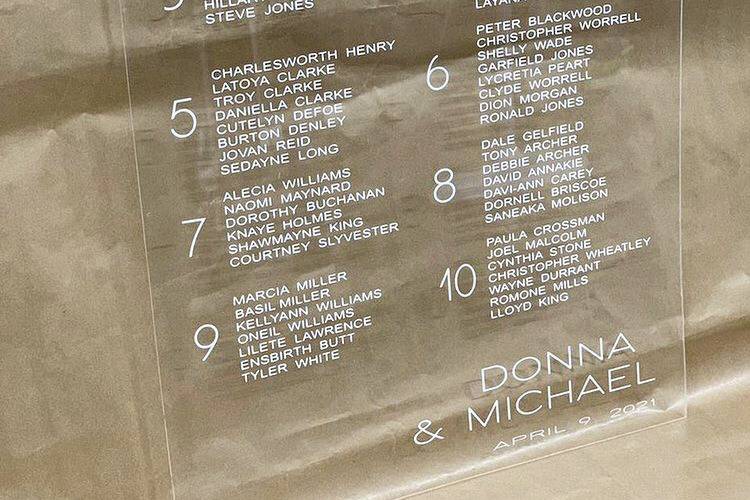 STEVE JONES
5
CHARLESWORTH HENRY
LATOYA CLARKE
TROY CLARKE
DANIELLA CLARKE
CUTELYN DEFOE
BURTON DENLEY
JOVAN REID
SEDAYNE LONG
7
ALECIA WILLIAMS
NAOMI MAYNARD
DOROTHY BUCHANAN
KNAYE HOLMES
SHAWMAYNE KING
COURTNEY SLYVESTER
9
MARCIA MILLER
BASIL MILLER
KELLYANN WILLIAMS
ONEIL WILLIAMS
LILETE LAWRENCE
ENSBIRTH BUTT
TYLER WHITE
6
PETER BLACKWOOD
CHRISTOPHER WORRELL
SHELLY WADE
GARFIELD JONES
LYCRETIA PEART
CLYDE WORRELL
DION MORGAN
RONALD JONES
8
DALE GELFIELD
TONY ARCHER
DEBBIE ARCHER
DAVID ANNAKIE
DAVI-ANN CAREY
DORNELL BRISCOE
SANEAKA MOLISON
10
PAULA CROSSMAN
JOEL MALCOLM
CYNTHIA STONE
CHRISTOPHER WHEATLEY
WAYNE DURRANT
ROMONE MILLS
LLOYD KING
DONNA
& MICHAEL
APRIL 9, 2021